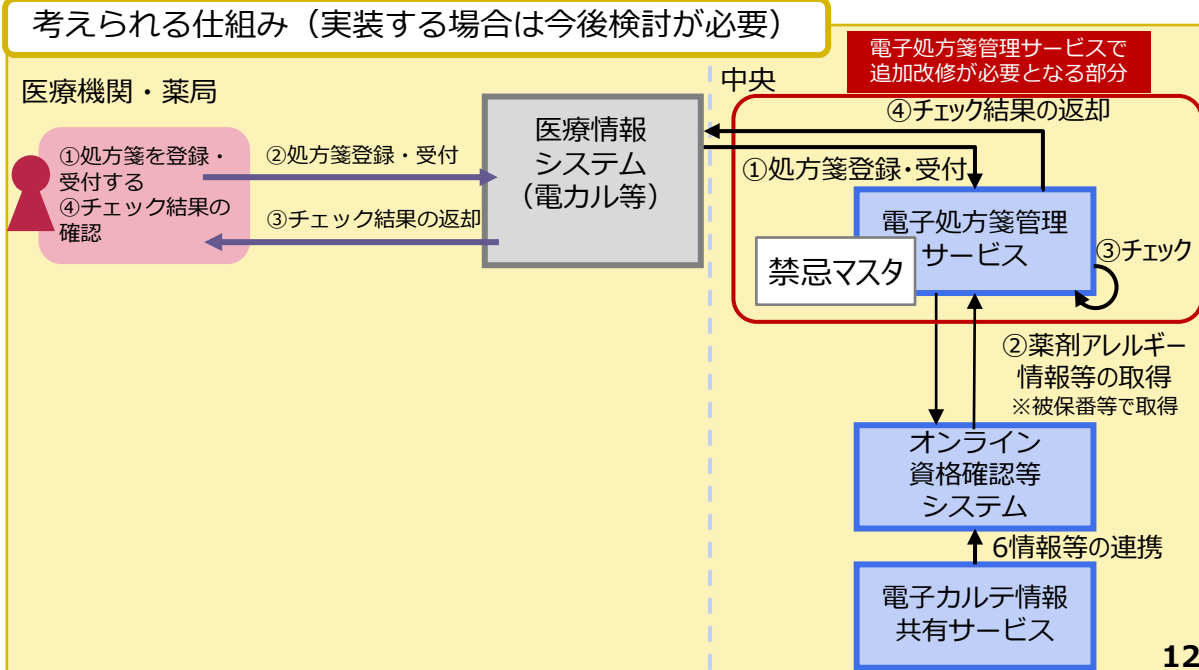 考えられる仕組み（実装する場合は今後検討が必要）
電子処方箋管理サービスで
追加改修が必要となる部分
医療機関・薬局
中央
④チェック結果の返却
①処方箋を登録・
受付する
④チェック結果の
確認
②処方箋登録・受付
③チェック結果の返却
医療情報
システム
（電カル等）
①処方箋登録・受付
電子処方箋管理
サービス
禁忌マスタ
③チェック
②薬剤アレルギー
情報等の取得
※被保番等で取得
オンライン
資格確認等
システム
6情報等の連携
電子カルテ情報
共有サービス
12